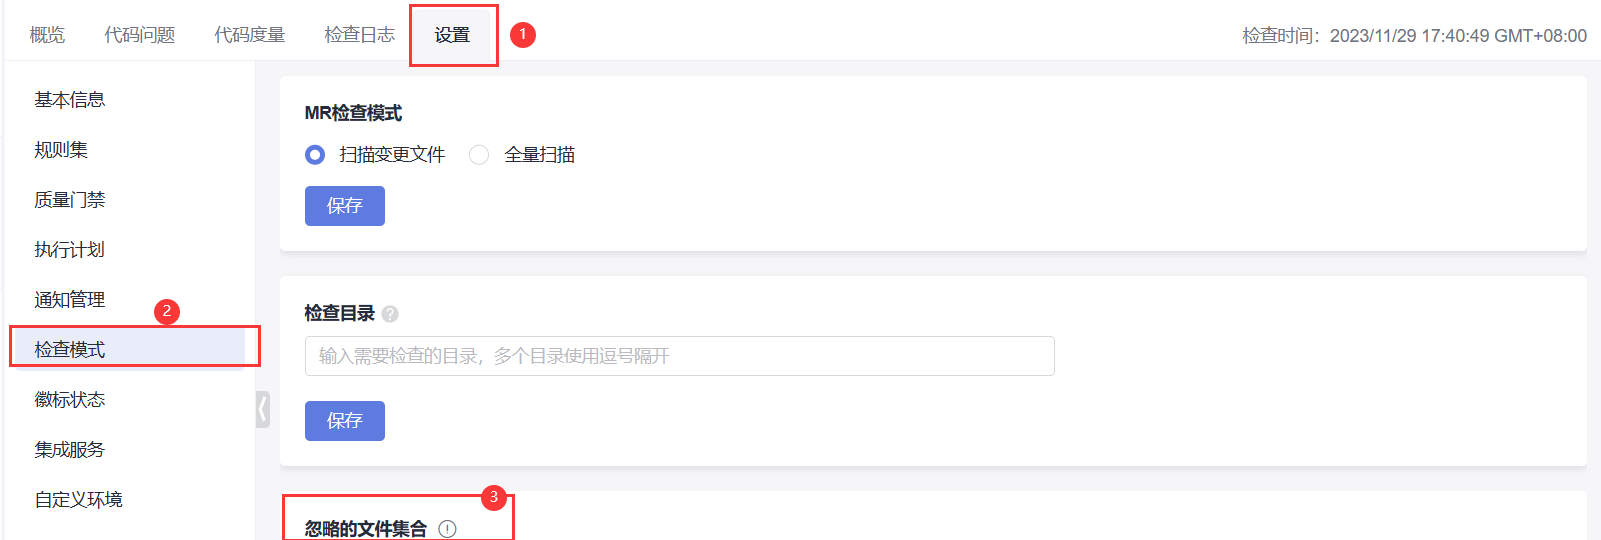 概览 代码问题 代码度量 检查日志 设置 1 检查时间：2023/11/29 17:40:49 GMT+08:00
基本信息
规则集
质量门禁
执行计划
通知管理
2
检查模式
徽标状态
集成服务
自定义环境
MR检查模式
扫描变更文件 全量扫描
保存
检查目录 ?
输入需要检查的目录，多个目录使用逗号隔开
保存
3
忽略的文件集合 !